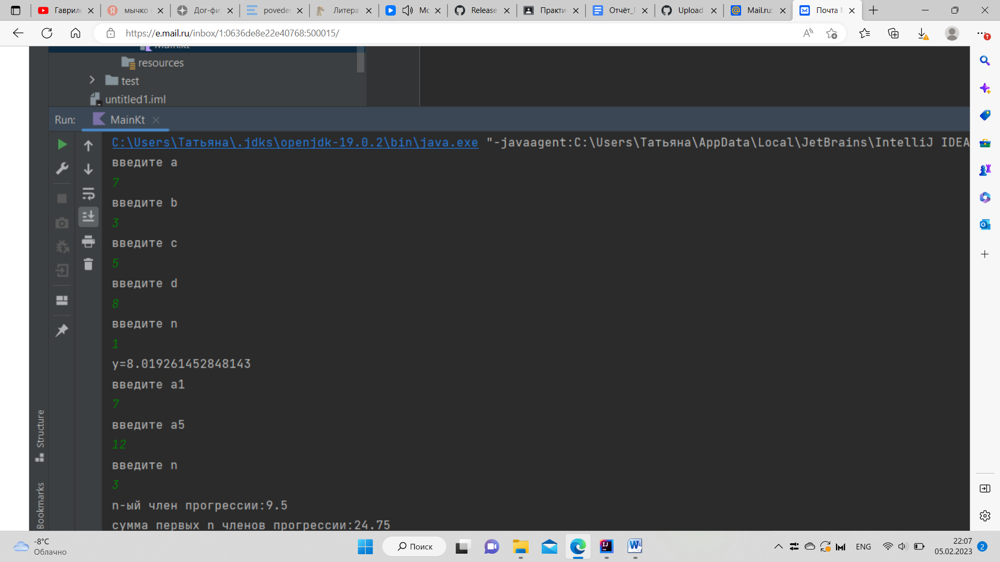 Гаврил
мычко
Дог-фи
povede
Литера
Мо
Release
Практи
Отчёт_
Upload
Mail.ru
Почта
https://e.mail.ru/inbox/1:0636de8e22e40768:500015/
Main.kt
resources
test
untitled1.iml
Run: MainKt
C:\Users\Татьяна\.jdks\openjdk-19.0.2\bin\java.exe "-javaagent:C:\Users\Татьяна\AppData\Local\JetBrains\IntelliJ IDEA
введите a
7
введите b
3
введите c
5
введите d
8
введите n
1
y=8.019261452848143
введите a1
7
введите a5
12
введите n
3
n-ый член прогрессии:9.5
сумма первых n членов прогрессии:24.75
Structure
Bookmarks
-8°C
Облачно
Поиск
ENG
22:07
05.02.2023
2